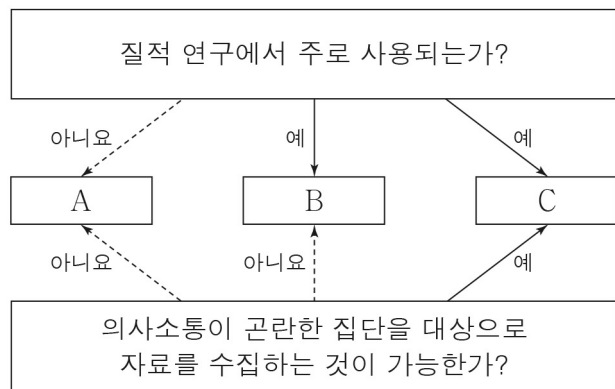 질적 연구에서 주로 사용되는가?
아니요 예 예
A B C
아니요 아니요 예
의사소통이 곤란한 집단을 대상으로
자료를 수집하는 것이 가능한가?